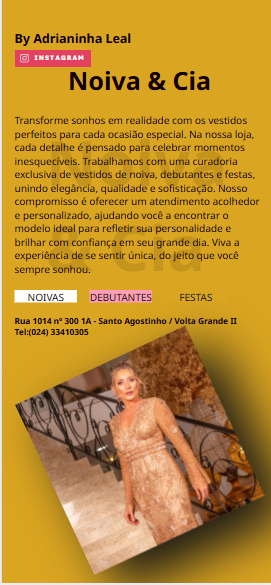 By Adrianinha Leal
INSTAGRAM
Noiva & Cia
Transforme sonhos em realidade com os vestidos
perfeitos para cada ocasião especial. Na nossa loja,
cada detalhe é pensado para celebrar momentos
inesquecíveis. Trabalhamos com uma curadoria
exclusiva de vestidos de noiva, debutantes e festas,
unindo elegância, qualidade e sofisticação. Nosso
compromisso é oferecer um atendimento acolhedor
e personalizado, ajudando você a encontrar o
modelo ideal para refletir sua personalidade e
brilhar com confiança em seu grande dia. Viva a
experiência de se sentir única, do jeito que você
sempre sonhou.
NOIVAS DEBUTANTES FESTAS
Rua 1014 nº 300 1A - Santo Agostinho / Volta Grande II
Tel:(024) 33410305